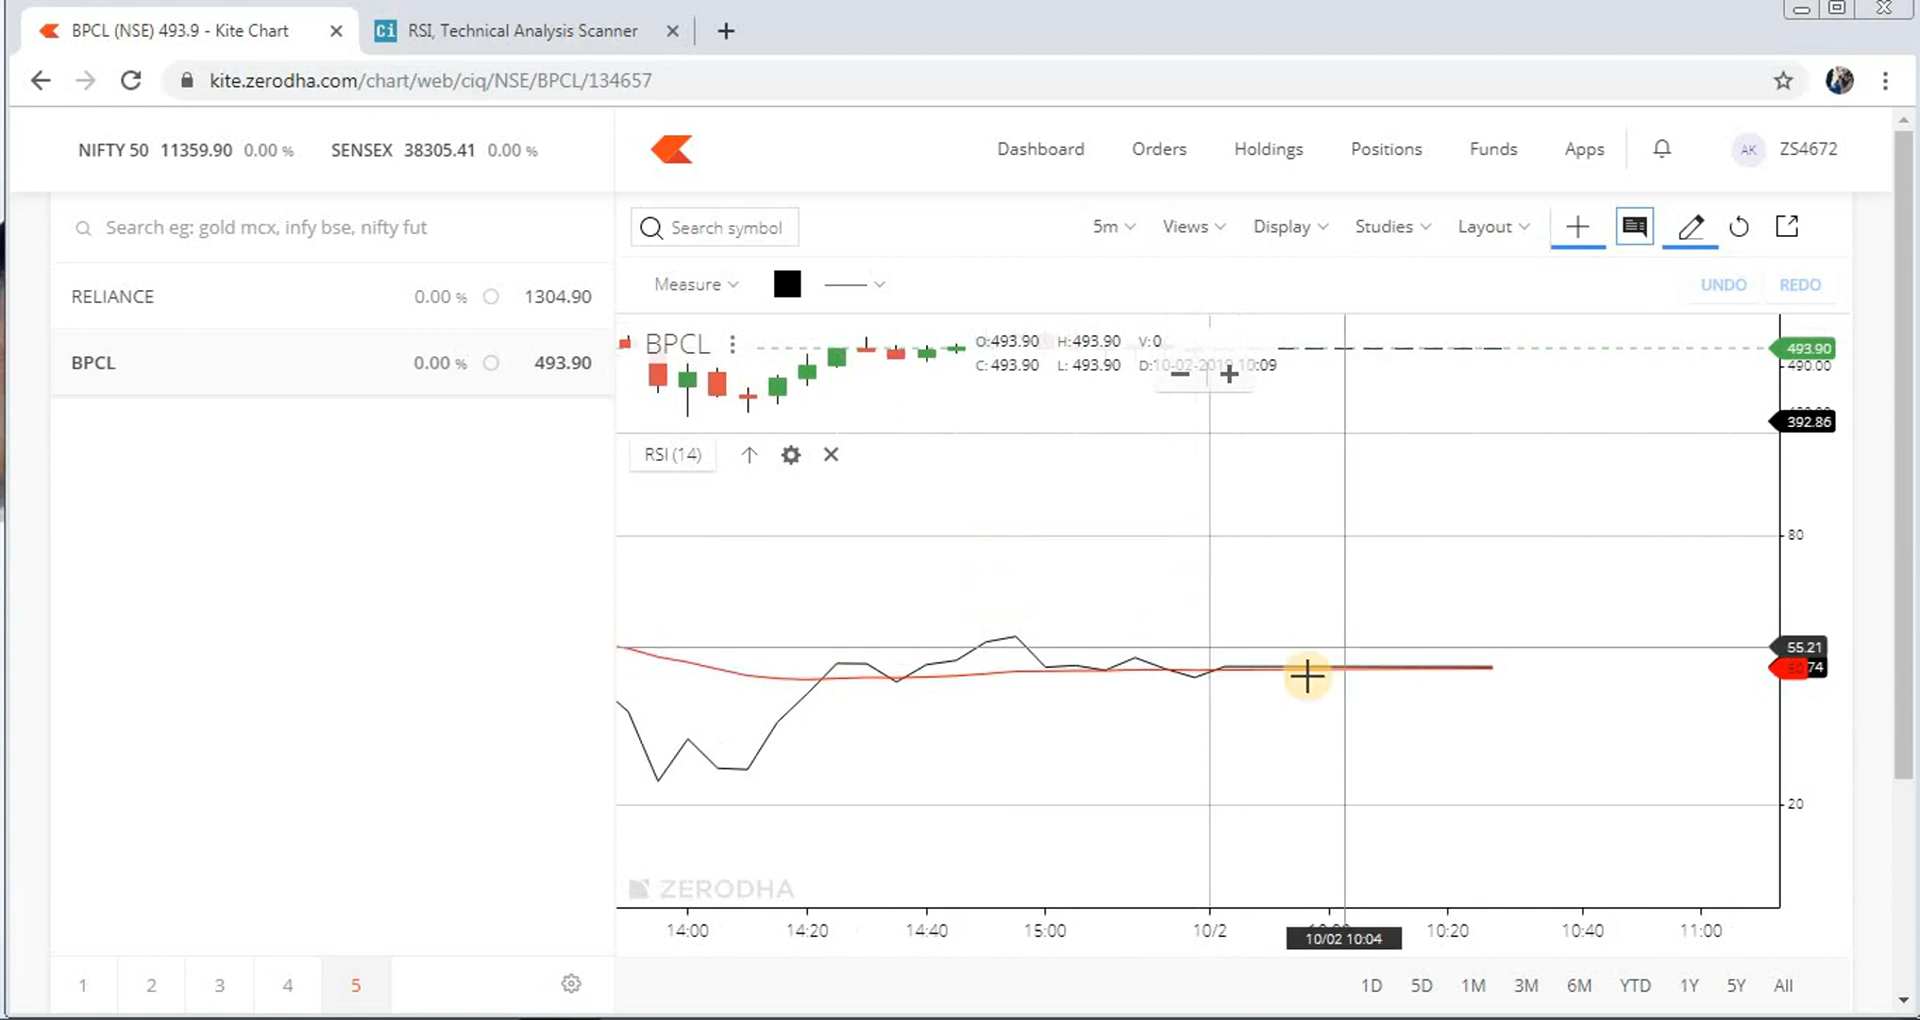 BPCL (NSE) 493.9 - Kite Chart
Ci RSI, Technical Analysis Scanner
kite.zerodha.com/chart/web/ciq/NSE/BPCL/134657
NIFTY 50 11359.90 0.00 % SENSEX 38305.41 0.00 %
Dashboard Orders Holdings Positions Funds Apps AK ZS4672
Search eg: gold mcx, infy bse, nifty fut
Search symbol 5m Views Display Studies Layout
RELIANCE 0.00 % 1304.90
BPCL 0.00 % 493.90
Measure UNDO REDO
BPCL O:493.90 H:493.90 V:0
C: 493.90 L: 493.90
493.90
490.00
392.86
RSI (14)
80
55.21
74
20
ZERODHA
14:00 14:20 14:40 15:00 10/2 10:20 10:40 11:00
10/02 10:04
1 2 3 4 5
1D 5D 1M 3M 6M YTD 1Y 5Y All